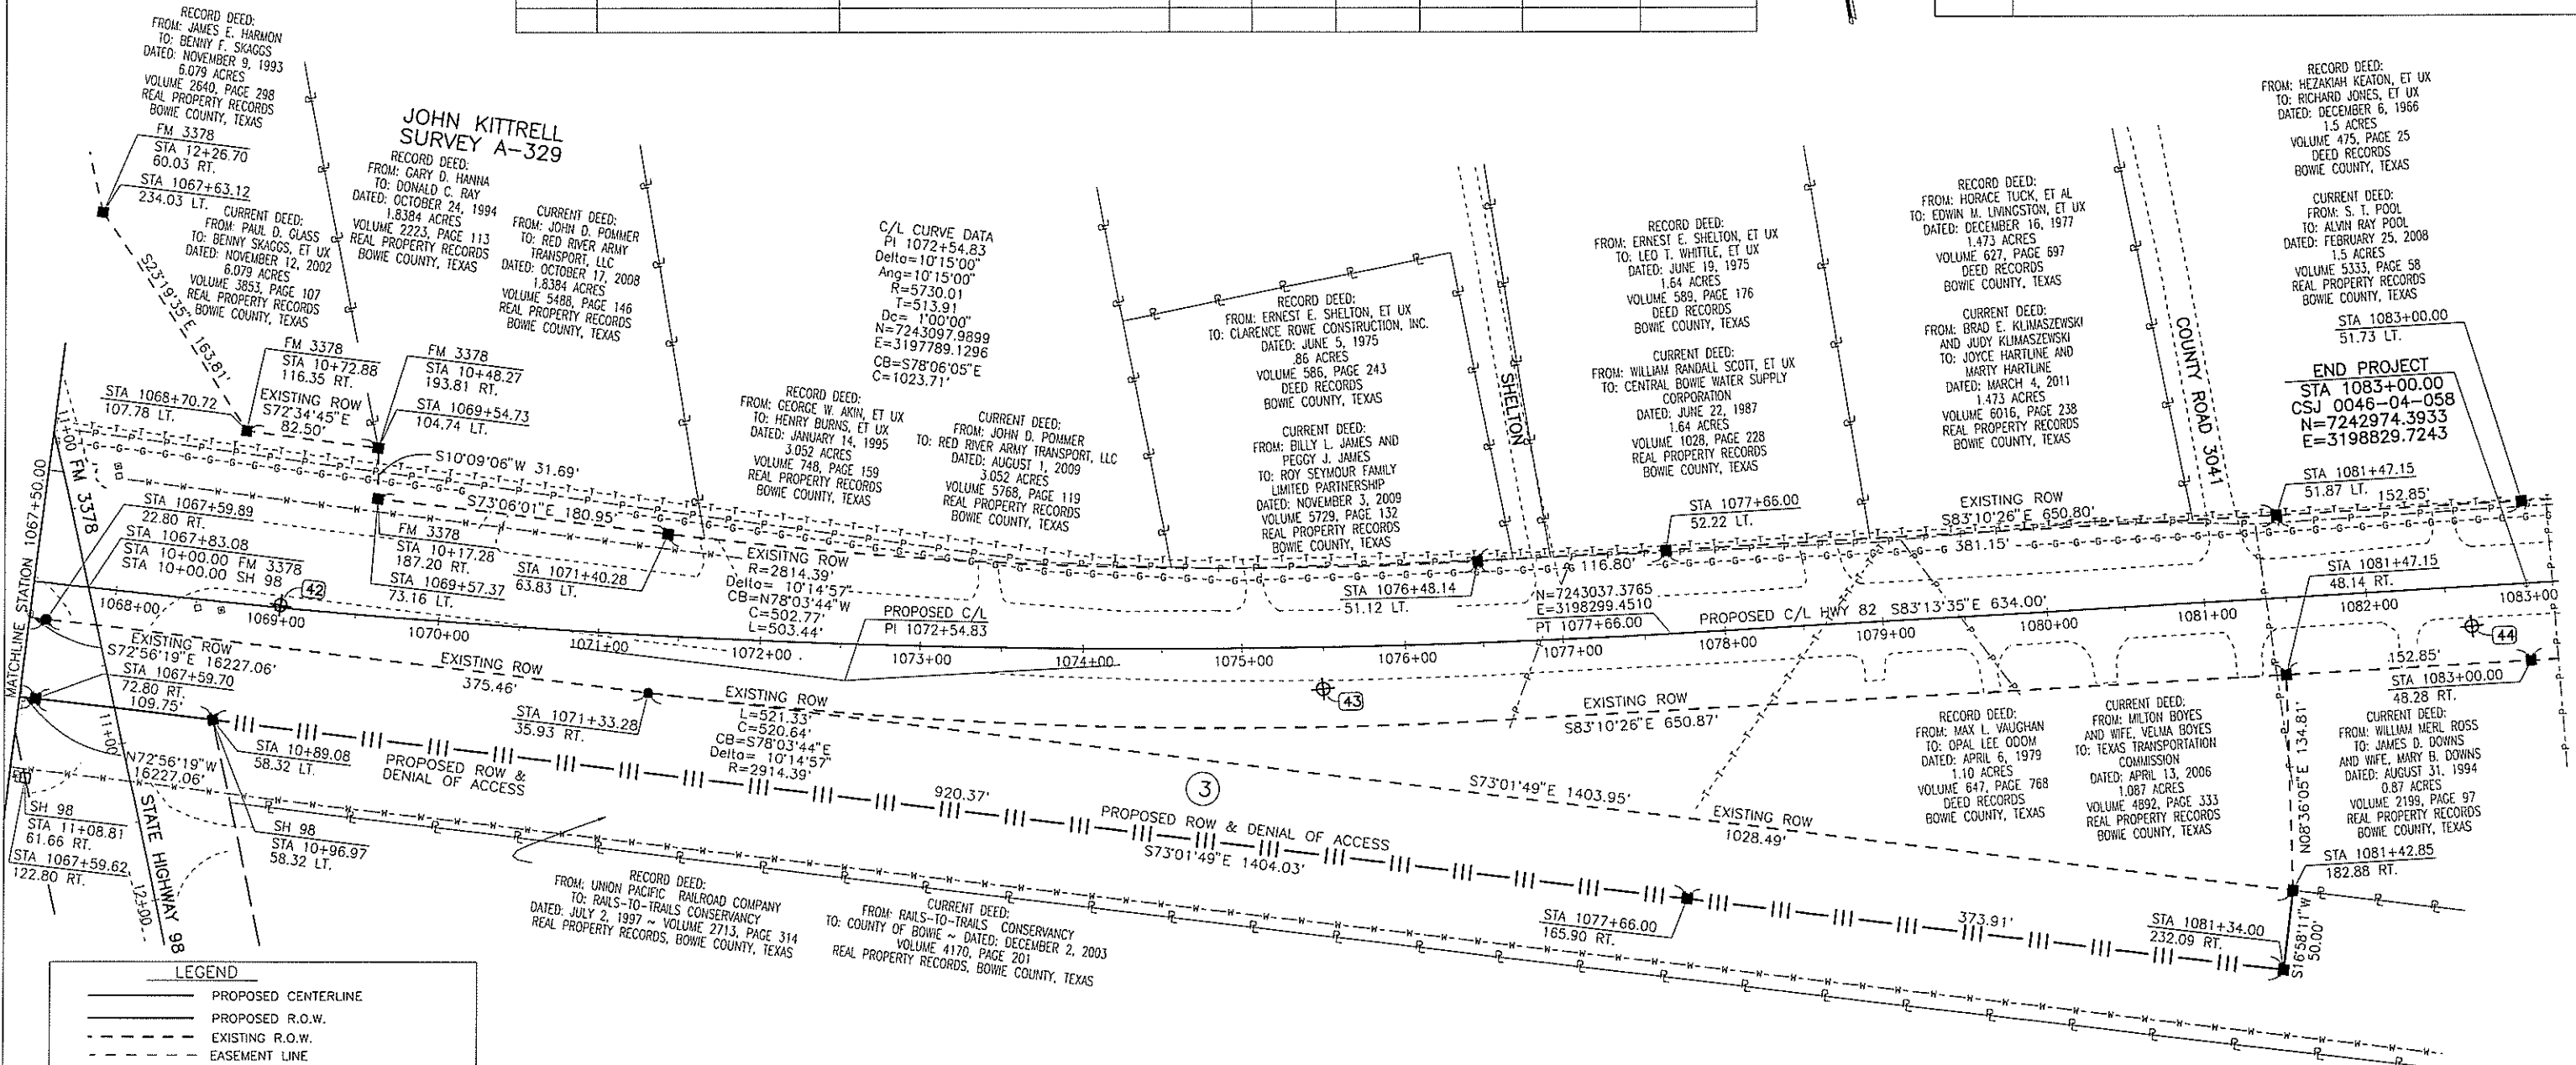 RECORD DEED:
FROM: JAMES E. HARMON
TO: BENNY F. SKAGGS
DATED: NOVEMBER 9, 1993
6.079 ACRES
VOLUME 2640, PAGE 298
REAL PROPERTY RECORDS
BOWIE COUNTY, TEXAS
FM 3378
STA 12+26.70
60.03 RT.
STA 1067+63.12
234.03 LT.
CURRENT DEED:
FROM: PAUL D. GLASS
TO: BENNY SKAGGS, ET UX
DATED: NOVEMBER 12, 2002
6.079 ACRES
VOLUME 3853, PAGE 107
REAL PROPERTY RECORDS
BOWIE COUNTY, TEXAS
S23°19'35"E 163.81'
JOHN KITTRELL
SURVEY A-329
RECORD DEED:
FROM: GARY D. HANNA
TO: DONALD C. RAY
DATED: OCTOBER 24, 1994
1.8384 ACRES
VOLUME 2223, PAGE 113
REAL PROPERTY RECORDS
BOWIE COUNTY, TEXAS
CURRENT DEED:
FROM: JOHN D. POMMER
TO: RED RIVER ARMY
TRANSPORT, LLC
DATED: OCTOBER 17, 2008
1.8384 ACRES
VOLUME 5488, PAGE 146
REAL PROPERTY RECORDS
BOWIE COUNTY, TEXAS
C/L CURVE DATA
PI 1072+54.83
Delta=10°15'00"
Ang=10°15'00"
R=5730.01
T=513.91
Dc= 1°00'00"
N=7243097.9899
E=3197789.1296
CB=S78°06'05"E
C=1023.71'
RECORD DEED:
FROM: GEORGE W. AKIN, ET UX
TO: HENRY BURNS, ET UX
DATED: JANUARY 14, 1995
3.052 ACRES
VOLUME 748, PAGE 159
REAL PROPERTY RECORDS
BOWIE COUNTY, TEXAS
CURRENT DEED:
FROM: JOHN D. POMMER
TO: RED RIVER ARMY TRANSPORT, LLC
DATED: AUGUST 1, 2009
3.052 ACRES
VOLUME 5768, PAGE 119
REAL PROPERTY RECORDS
BOWIE COUNTY, TEXAS
RECORD DEED:
FROM: ERNEST E. SHELTON, ET UX
TO: CLARENCE ROWE CONSTRUCTION, INC.
DATED: JUNE 5, 1975
.86 ACRES
VOLUME 586, PAGE 243
DEED RECORDS
BOWIE COUNTY, TEXAS
CURRENT DEED:
FROM: BILLY L. JAMES AND
PEGGY J. JAMES
TO: ROY SEYMOUR FAMILY
LIMITED PARTNERSHIP
DATED: NOVEMBER 3, 2009
VOLUME 5729, PAGE 132
REAL PROPERTY RECORDS
BOWIE COUNTY, TEXAS
SHELTON
RECORD DEED:
FROM: ERNEST E. SHELTON, ET UX
TO: LEO T. WHITTLE, ET UX
DATED: JUNE 19, 1975
1.64 ACRES
VOLUME 589, PAGE 176
DEED RECORDS
BOWIE COUNTY, TEXAS
CURRENT DEED:
FROM: WILLIAM RANDALL SCOTT, ET UX
TO: CENTRAL BOWIE WATER SUPPLY
CORPORATION
DATED: JUNE 22, 1987
1.64 ACRES
VOLUME 1028, PAGE 228
REAL PROPERTY RECORDS
BOWIE COUNTY, TEXAS
RECORD DEED:
FROM: HORACE TUCK, ET AL
TO: EDWIN M. LIVINGSTON, ET UX
DATED: DECEMBER 16, 1977
1.473 ACRES
VOLUME 627, PAGE 697
DEED RECORDS
BOWIE COUNTY, TEXAS
CURRENT DEED:
FROM: BRAD E. KLIMASZEWSKI
AND JUDY KLIMASZEWSKI
TO: JOYCE HARTLINE AND
MARTY HARTLINE
DATED: MARCH 4, 2011
1.473 ACRES
VOLUME 6016, PAGE 238
REAL PROPERTY RECORDS
BOWIE COUNTY, TEXAS
COUNTY ROAD 3041
RECORD DEED:
FROM: HEZAKIAH KEATON, ET UX
TO: RICHARD JONES, ET UX
DATED: DECEMBER 6, 1966
1.5 ACRES
VOLUME 475, PAGE 25
DEED RECORDS
BOWIE COUNTY, TEXAS
CURRENT DEED:
FROM: S. T. POOL
TO: ALVIN RAY POOL
DATED: FEBRUARY 25, 2008
1.5 ACRES
VOLUME 5333, PAGE 58
REAL PROPERTY RECORDS
BOWIE COUNTY, TEXAS
STA 1083+00.00
51.73 LT.
END PROJECT
STA 1083+00.00
CSJ 0046-04-058
N=7242974.3933
E=3198829.7243
STA 1081+47.15
51.87 LT.
152.85'
FM 3378
STA 10+72.88
116.35 RT.
STA 1068+70.72
107.78 LT.
EXISTING ROW
S72°34'45"E
82.50'
FM 3378
STA 10+48.27
193.81 RT.
STA 1069+54.73
104.74 LT.
S10°09'06"W 31.69'
S73°06'01"E 180.95'
FM 3378
STA 10+17.28
187.20 RT.
STA 1069+57.37
73.16 LT.
STA 1071+40.28
63.83 LT.
EXISITING ROW
R=2814.39'
Delta= 10°14'57"
CB=N78°03'44"W
C=502.77'
L=503.44'
PROPOSED C/L
PI 1072+54.83
STA 1076+48.14
51.12 LT.
116.80'
STA 1077+66.00
52.22 LT.
N=7243037.3765
E=3198299.4510
PT 1077+66.00
EXISTING ROW
S83°10'26"E 650.80'
381.15'
PROPOSED C/L HWY 82 S83°13'35"E 634.00'
MATCHLINE STATION 1067+50.00
11+00 FM 3378
STA 1067+59.89
22.80 RT.
STA 1067+83.08
STA 10+00.00 FM 3378
STA 10+00.00 SH 98
42
1068+00
1069+00
1070+00
1071+00
1072+00
1073+00
1074+00
1075+00
1076+00
1077+00
1078+00
1079+00
1080+00
1081+00
1082+00
1083+00
43
44
STA 1081+47.15
48.14 RT.
152.85'
STA 1083+00.00
48.28 RT.
EXISTING ROW
S72°56'19"E 16227.06'
STA 1067+59.70
72.80 RT.
109.75'
EXISTING ROW
375.46'
STA 1071+33.28
35.93 RT.
EXISTING ROW
L=521.33'
C=520.64'
CB=S78°03'44"E
Delta= 10°14'57"
R=2914.39'
EXISTING ROW
S83°10'26"E 650.87'
11+00
N72°56'19"W
16227.06'
STA 10+89.08
58.32 LT.
PROPOSED ROW &
DENIAL OF ACCESS
920.37'
3
PROPOSED ROW & DENIAL OF ACCESS
S73°01'49"E 1404.03'
S73°01'49"E 1403.95'
EXISTING ROW
1028.49'
SH 98
STA 11+08.81
61.66 RT.
STA 1067+59.62
122.80 RT.
12+00
STATE HIGHWAY 98
SH 98
STA 10+96.97
58.32 LT.
RECORD DEED:
FROM: UNION PACIFIC RAILROAD COMPANY
TO: RAILS-TO-TRAILS CONSERVANCY
DATED: JULY 2, 1997 ~ VOLUME 2713, PAGE 314
REAL PROPERTY RECORDS, BOWIE COUNTY, TEXAS
CURRENT DEED:
FROM: RAILS-TO-TRAILS CONSERVANCY
TO: COUNTY OF BOWIE ~ DATED: DECEMBER 2, 2003
VOLUME 4170, PAGE 201
REAL PROPERTY RECORDS, BOWIE COUNTY, TEXAS
STA 1077+66.00
165.90 RT.
373.91'
STA 1081+34.00
232.09 RT.
RECORD DEED:
FROM: MAX L. VAUGHAN
TO: OPAL LEE ODOM
DATED: APRIL 6, 1979
1.10 ACRES
VOLUME 647, PAGE 768
DEED RECORDS
BOWIE COUNTY, TEXAS
CURRENT DEED:
FROM: MILTON BOYES
AND WIFE, VELMA BOYES
TO: TEXAS TRANSPORTATION
COMMISSION
DATED: APRIL 13, 2006
1.087 ACRES
VOLUME 4892, PAGE 333
REAL PROPERTY RECORDS
BOWIE COUNTY, TEXAS
N08°36'05"E 134.81'
CURRENT DEED:
FROM: WILLIAM MERL ROSS
TO: JAMES D. DOWNS
AND WIFE, MARY B. DOWNS
DATED: AUGUST 31, 1994
0.87 ACRES
VOLUME 2199, PAGE 97
REAL PROPERTY RECORDS
BOWIE COUNTY, TEXAS
STA 1081+42.85
182.88 RT.
S16°58'11"W
50.00'
LEGEND
PROPOSED CENTERLINE
PROPOSED R.O.W.
EXISTING R.O.W.
EASEMENT LINE